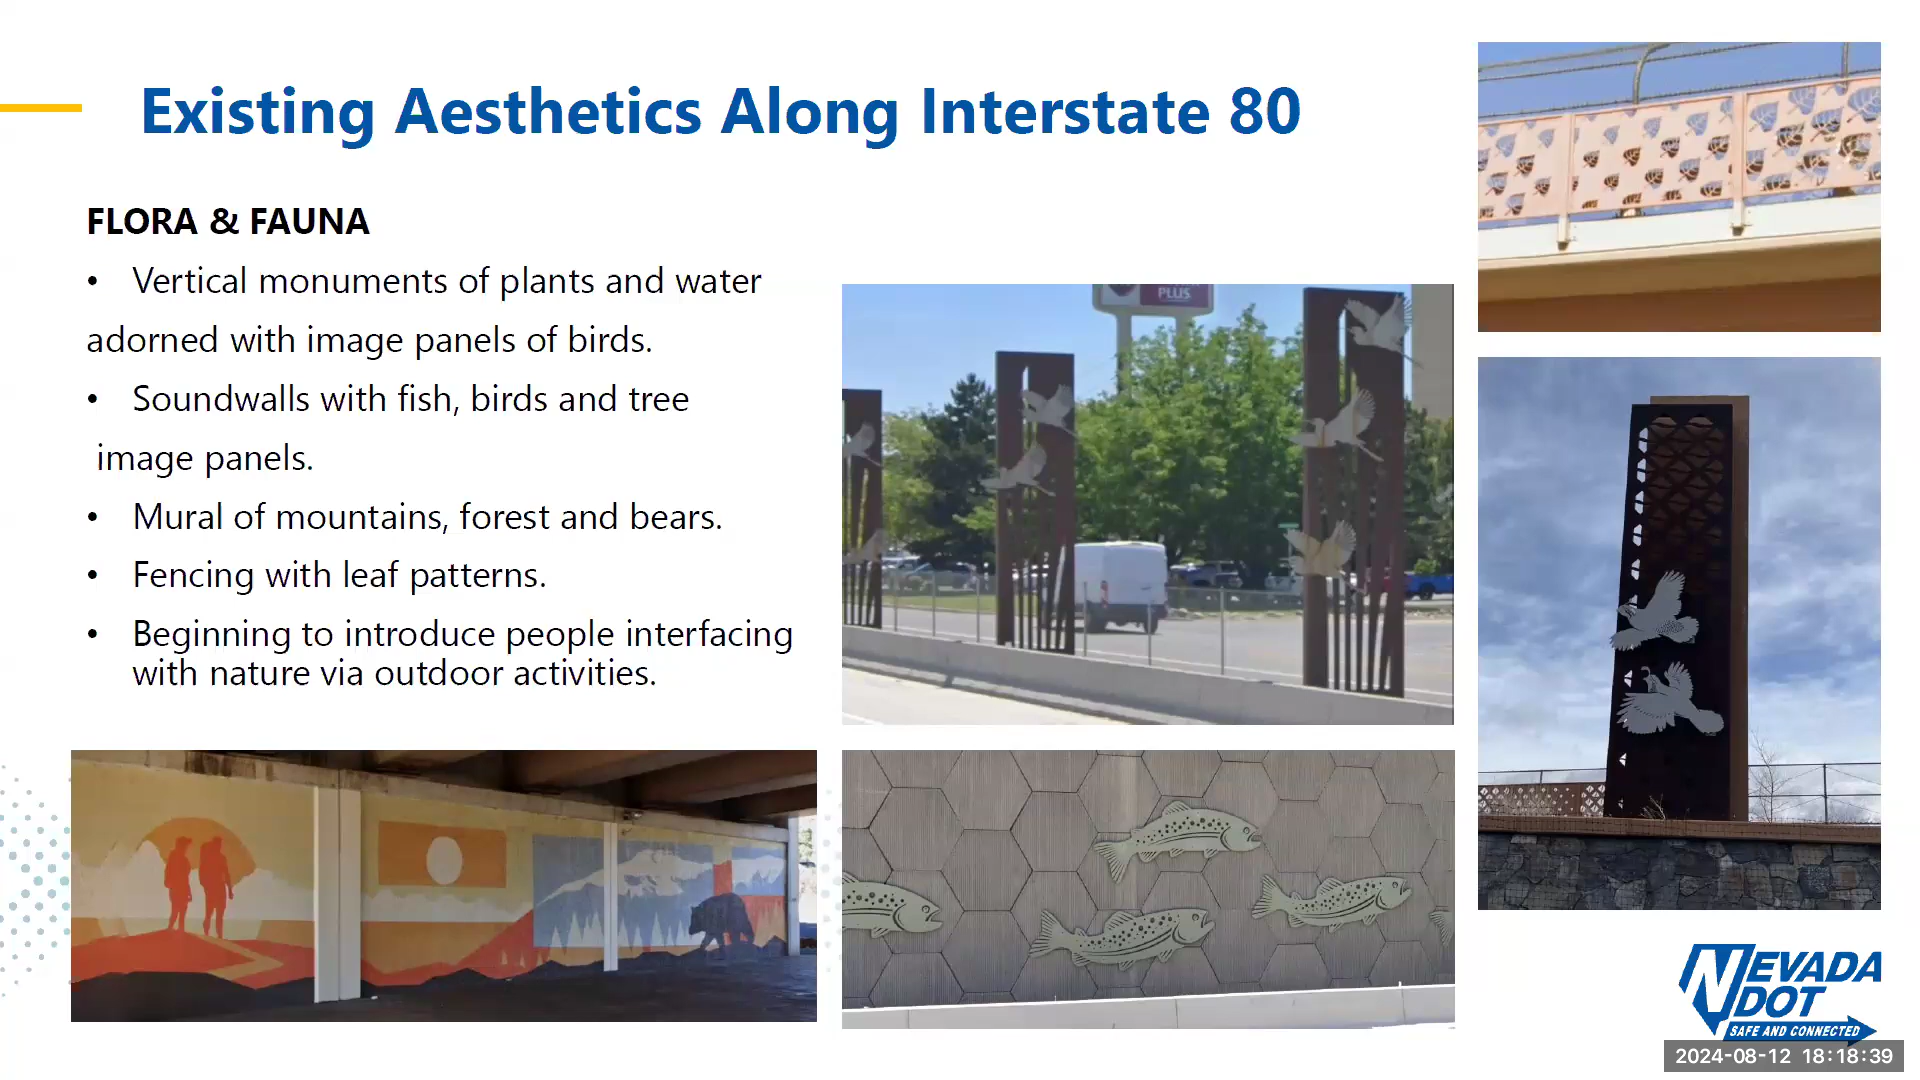 Existing Aesthetics Along Interstate 80
FLORA & FAUNA
• Vertical monuments of plants and water
adorned with image panels of birds.
• Soundwalls with fish, birds and tree
image panels.
• Mural of mountains, forest and bears.
• Fencing with leaf patterns.
• Beginning to introduce people interfacing
with nature via outdoor activities.
PLUS
NEVADA
DOT
SAFE AND CONNECTED
2024-08-12 18:18:39